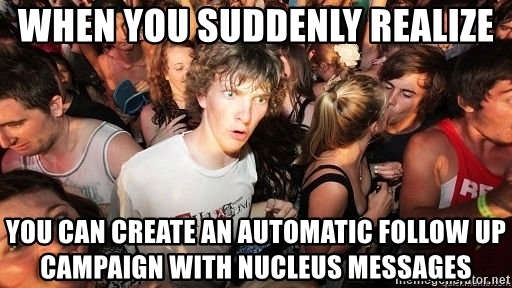 WHEN YOU SUDDENLY REALIZE
YOU CAN CREATE AN AUTOMATIC FOLLOW UP
CAMPAIGN WITH NUCLEUS MESSAGES
memegenerator.net